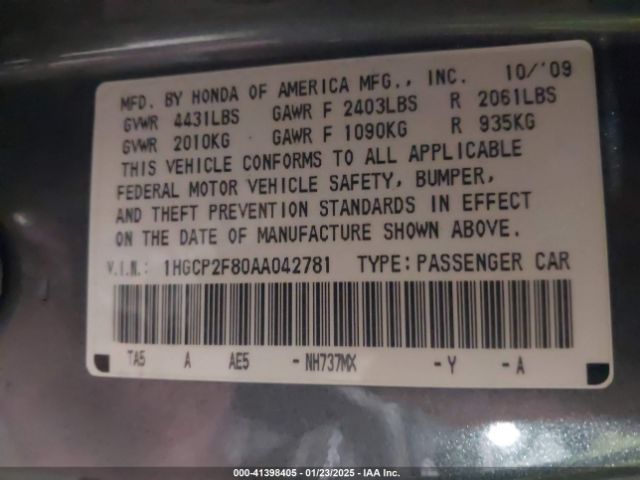 MFD. BY HONDA OF AMERICA MFG., INC. 10/'09
GVWR 4431LBS GAWR F 2403LBS R 2061LBS
GVWR 2010KG GAWR F 1090KG R 935KG
THIS VEHICLE CONFORMS TO ALL APPLICABLE
FEDERAL MOTOR VEHICLE SAFETY, BUMPER,
AND THEFT PREVENTION STANDARDS IN EFFECT
ON THE DATE OF MANUFACTURE SHOWN ABOVE.
V.I.N.: 1HGCP2F80AA042781 TYPE:PASSENGER CAR
TA5 A AE5 -NH737MX -Y -A
000-41398405 - 01/23/2025 - IAA Inc.